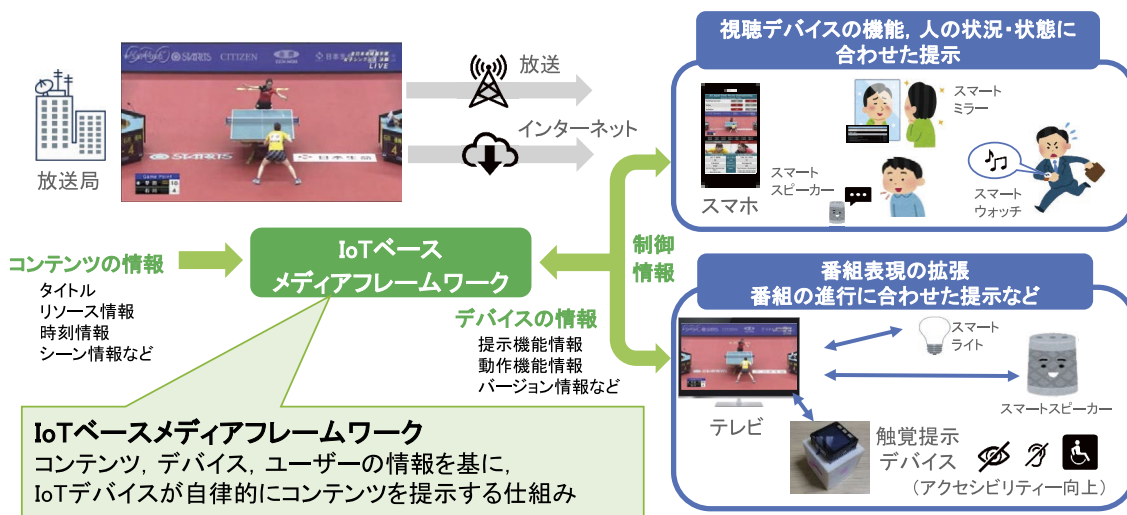 放送局
STARTS
CITIZEN
LIVE
STARTS
日本生命
放送
インターネット
視聴デバイスの機能，人の状況・状態に
合わせた提示
スマート
ミラー
スマート
スピーカー
スマホ
スマート
ウォッチ
コンテンツの情報
タイトル
リソース情報
時刻情報
シーン情報など
IoTベース
メディアフレームワーク
制御
情報
デバイスの情報
提示機能情報
動作機能情報
バージョン情報など
番組表現の拡張
番組の進行に合わせた提示など
スマート
ライト
スマートスピーカー
テレビ
触覚提示
デバイス
（アクセシビリティー向上）
IoTベースメディアフレームワーク
コンテンツ，デバイス，ユーザーの情報を基に，
IoTデバイスが自律的にコンテンツを提示する仕組み